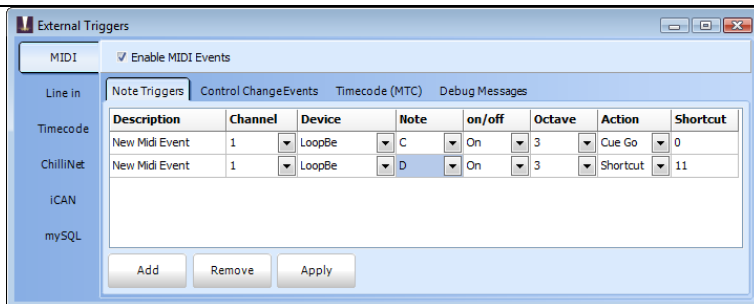 External Triggers
MIDI
Enable MIDI Events
Line in
Timecode
ChilliNet
iCAN
mySQL
Note Triggers Control ChangeEvents Timecode (MTC) Debug Messages
Description Channel Device Note on/off Octave Action Shortcut
New Midi Event 1 LoopBe C On 3 Cue Go 0
New Midi Event 1 LoopBe D On 3 Shortcut 11
Add Remove Apply